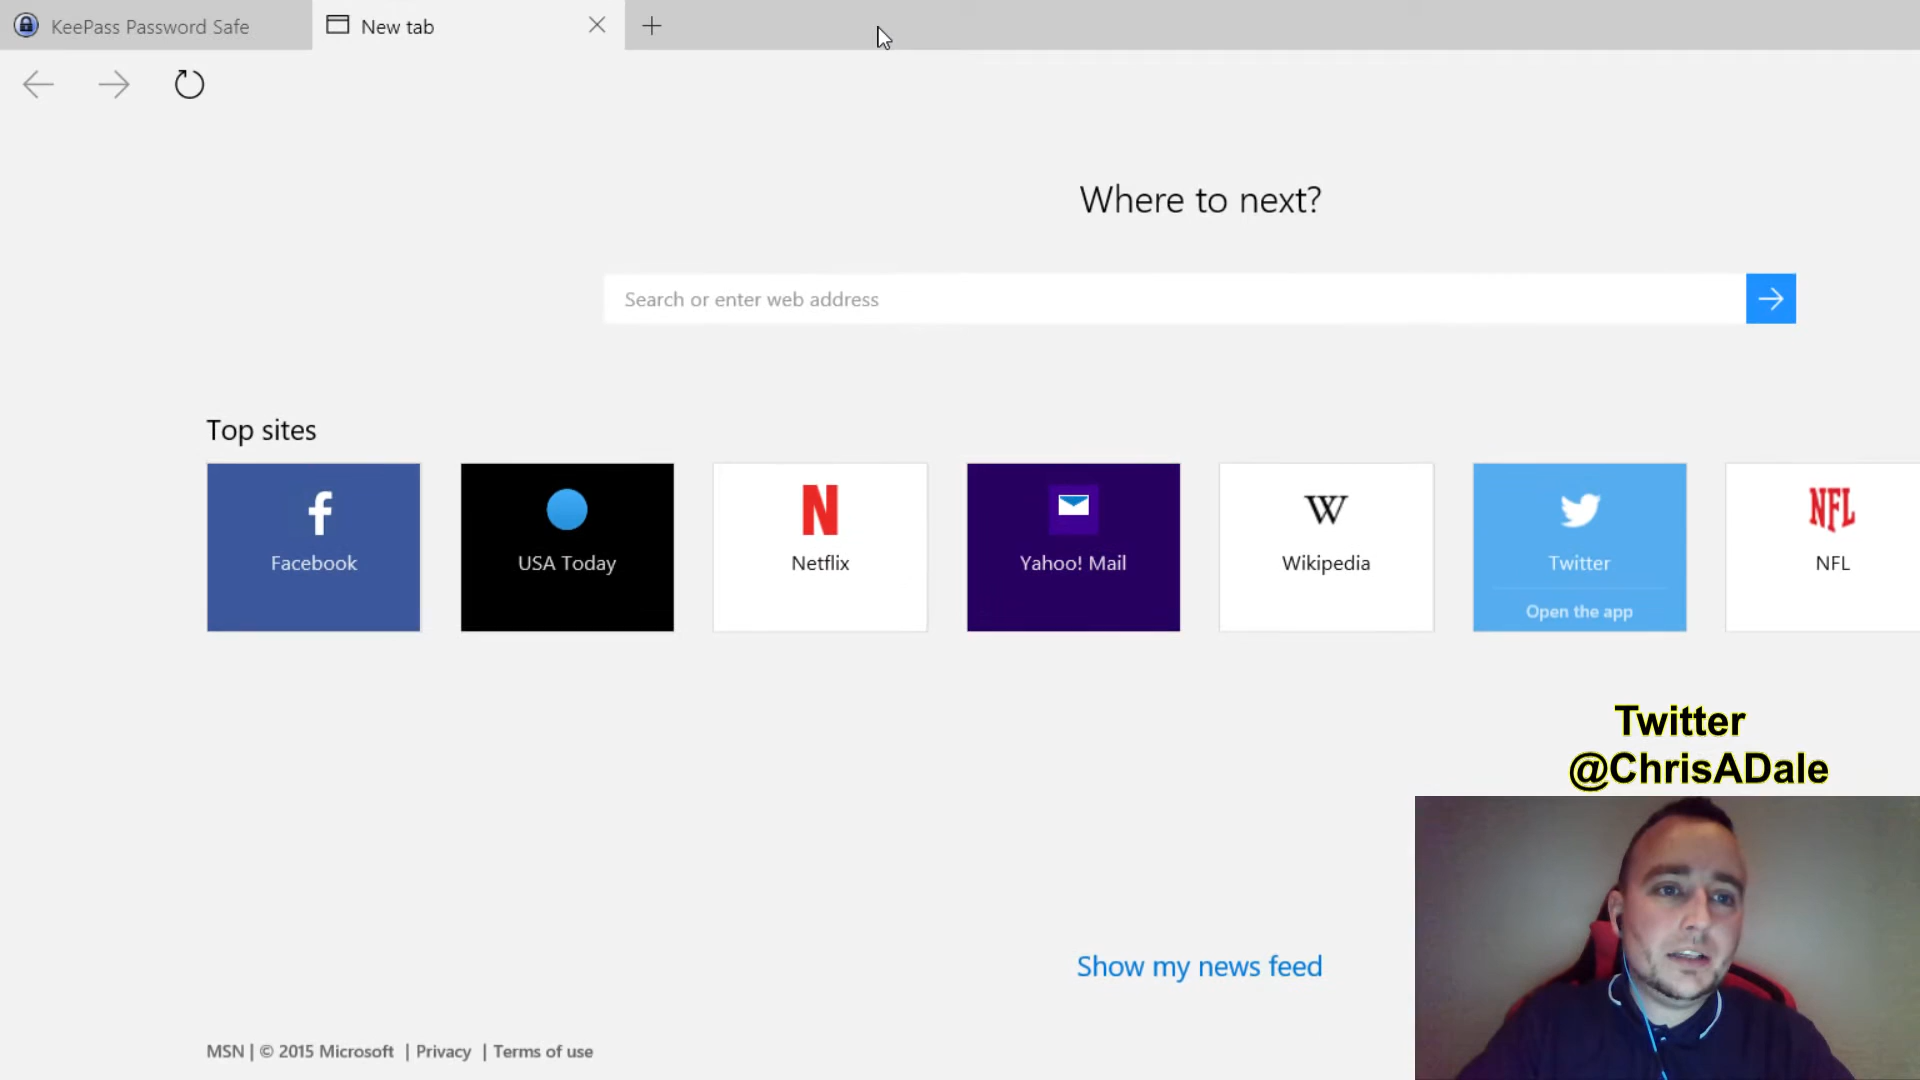 KeePass Password Safe
New tab
Where to next?
Search or enter web address
Top sites
f
Facebook
USA Today
N
Netflix
Yahoo! Mail
W
Wikipedia
Twitter
Open the app
NFL
NFL
Twitter
@ChrisADale
Show my news feed
MSN | © 2015 Microsoft | Privacy | Terms of use